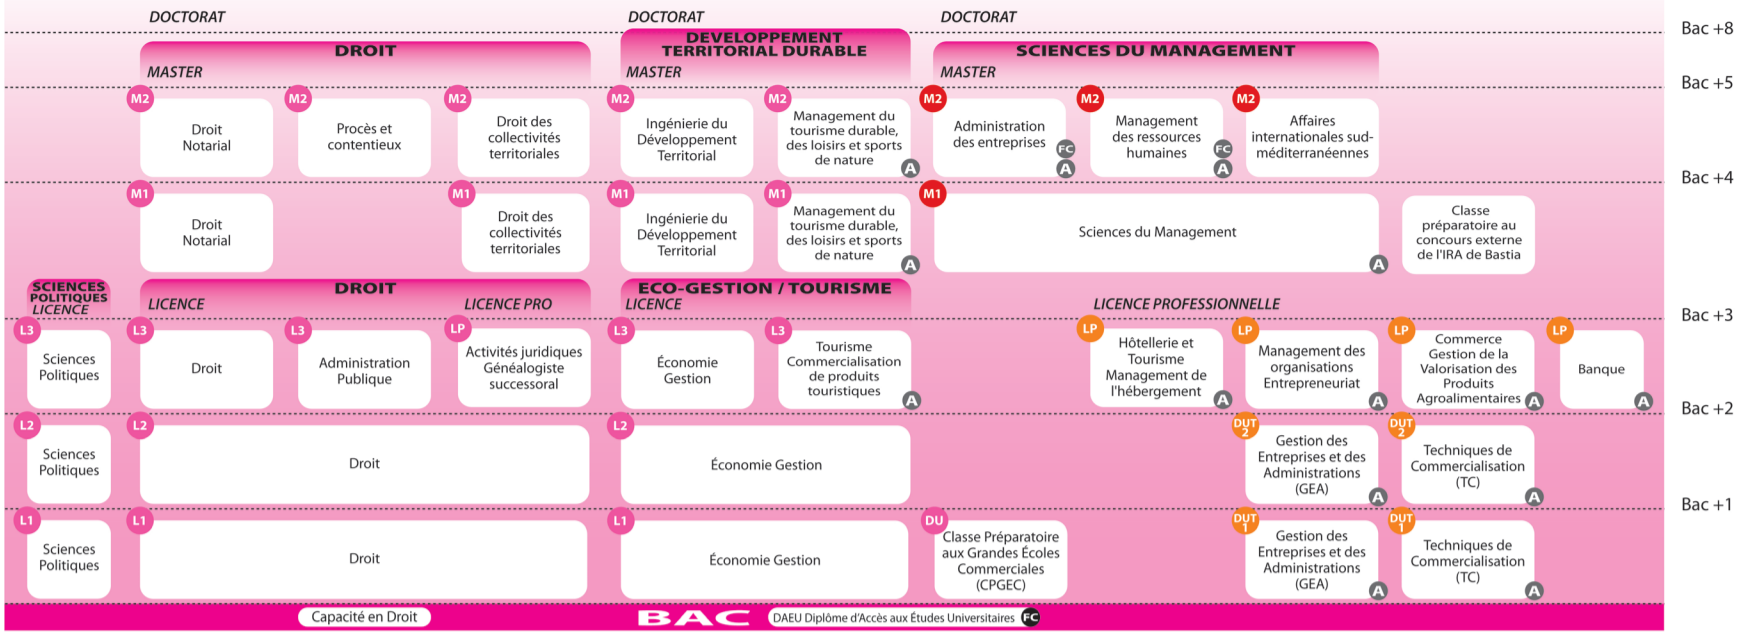 DOCTORAT
DOCTORAT
DOCTORAT
Bac +8
DROIT
MASTER
DEVELOPPEMENT
TERRITORIAL DURABLE
MASTER
SCIENCES DU MANAGEMENT
MASTER
Bac +5
M2
Droit
Notarial
M2
Procès et
contentieux
M2
Droit des
collectivités
territoriales
M2
Ingénierie du
Développement
Territorial
M2
Management du
tourisme durable,
des loisirs et sports
de nature
A
M2
Administration
des entreprises
FC
A
M2
Management
des ressources
humaines
FC
A
M2
Affaires
internationales sud-
méditerranéennes
Bac +4
M1
Droit
Notarial
M1
Droit des
collectivités
territoriales
M1
Ingénierie du
Développement
Territorial
M1
Management du
tourisme durable,
des loisirs et sports
de nature
A
M1
Sciences du Management
A
Classe
préparatoire au
concours externe
de l'IRA de Bastia
SCIENCES
POLITIQUES
LICENCE
DROIT
LICENCE
LICENCE PRO
ECO-GESTION / TOURISME
LICENCE
LICENCE PROFESSIONNELLE
Bac +3
L3
Sciences
Politiques
L3
Droit
L3
Administration
Publique
LP
Activités juridiques
Généalogiste
successoral
L3
Économie
Gestion
L3
Tourisme
Commercialisation
de produits
touristiques
A
LP
Hôtellerie et
Tourisme
Management de
l'hébergement
A
LP
Management des
organisations
Entrepreneuriat
A
LP
Commerce
Gestion de la
Valorisation des
Produits
Agroalimentaires
A
LP
Banque
A
Bac +2
L2
Sciences
Politiques
L2
Droit
L2
Économie Gestion
DUT
2
Gestion des
Entreprises et des
Administrations
(GEA)
A
DUT
2
Techniques de
Commercialisation
(TC)
A
Bac +1
L1
Sciences
Politiques
L1
Droit
L1
Économie Gestion
DU
Classe Préparatoire
aux Grandes Écoles
Commerciales
(CPGEC)
DUT
1
Gestion des
Entreprises et des
Administrations
(GEA)
A
DUT
1
Techniques de
Commercialisation
(TC)
A
Capacité en Droit
BAC
DAEU Diplôme d'Accès aux Études Universitaires FC